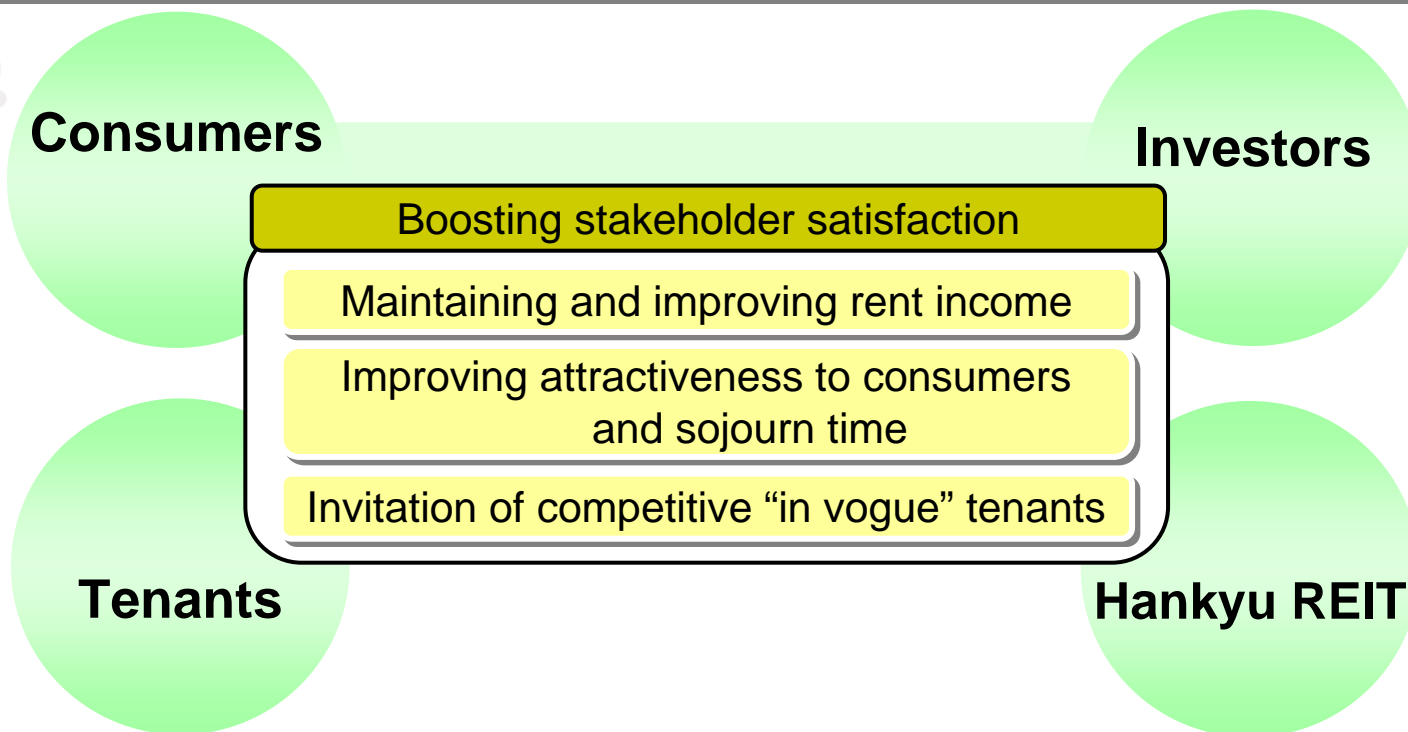 Consumers
Investors
Boosting stakeholder satisfaction
Maintaining and improving rent income
Improving attractiveness to consumers
and sojourn time
Invitation of competitive “in vogue” tenants
Tenants
Hankyu REIT